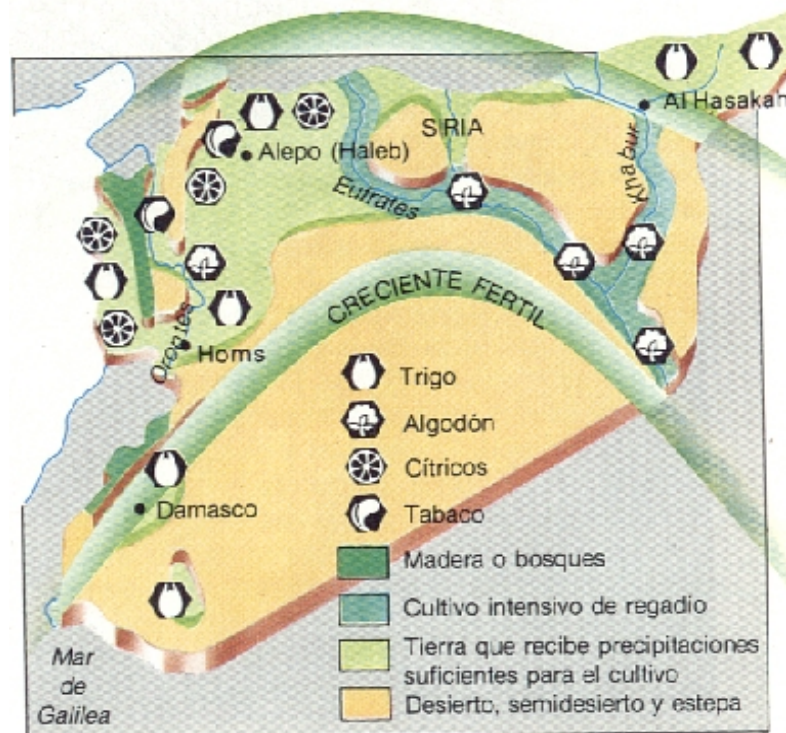 SIRIA
Al Hasakah
Alepo (Haleb)
Khabur
Eufrates
CRECIENTE FERTIL
Orontes
Homs
Damasco
Mar
de
Galilea
Trigo
Algodón
Cítricos
Tabaco
Madera o bosques
Cultivo intensivo de regadio
Tierra que recibe precipitaciones
suficientes para el cultivo
Desierto, semidesierto y estepa